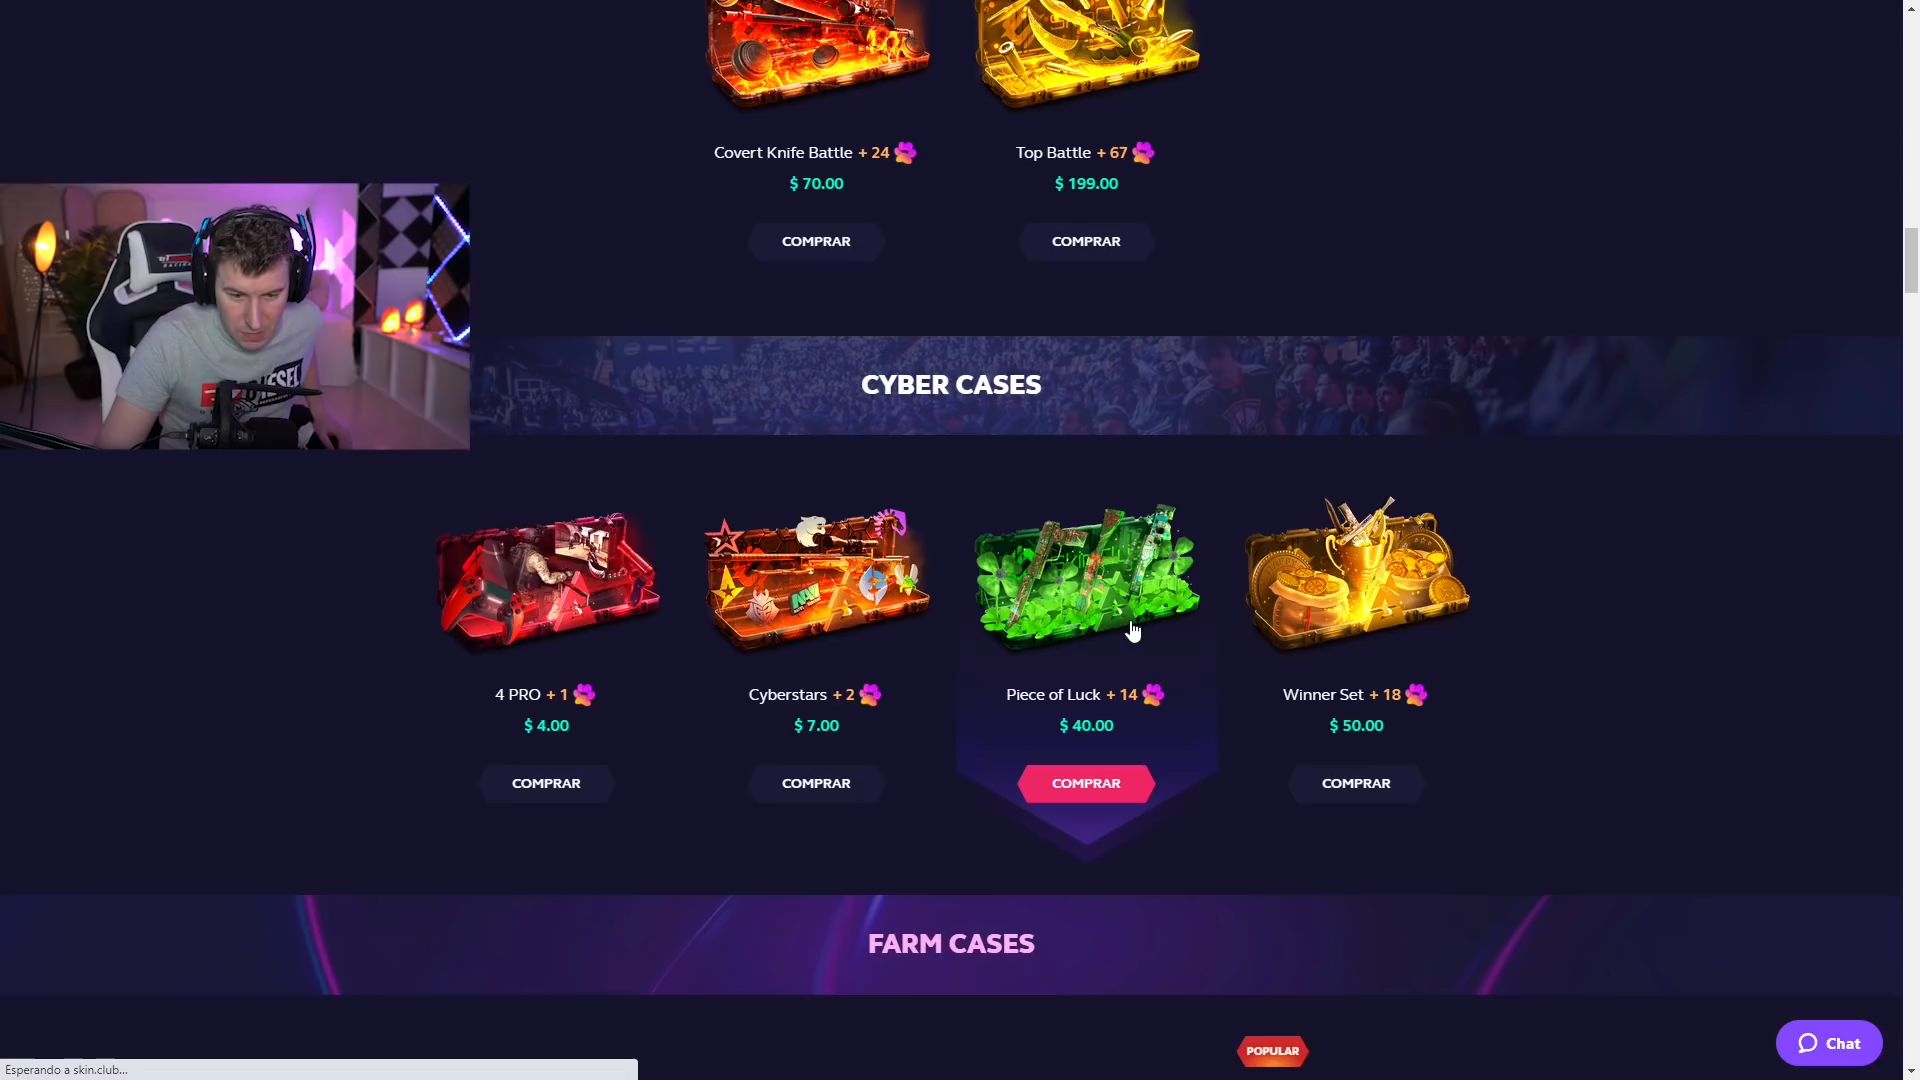 Covert Knife Battle + 24
$ 70.00
COMPRAR
Top Battle + 67
$ 199.00
COMPRAR
DIESEL
CYBER CASES
4 PRO + 1
$ 4.00
COMPRAR
Cyberstars + 2
$ 7.00
COMPRAR
Piece of Luck + 14
$ 40.00
COMPRAR
Winner Set + 18
$ 50.00
COMPRAR
FARM CASES
POPULAR
Chat
Esperando a skin.club...